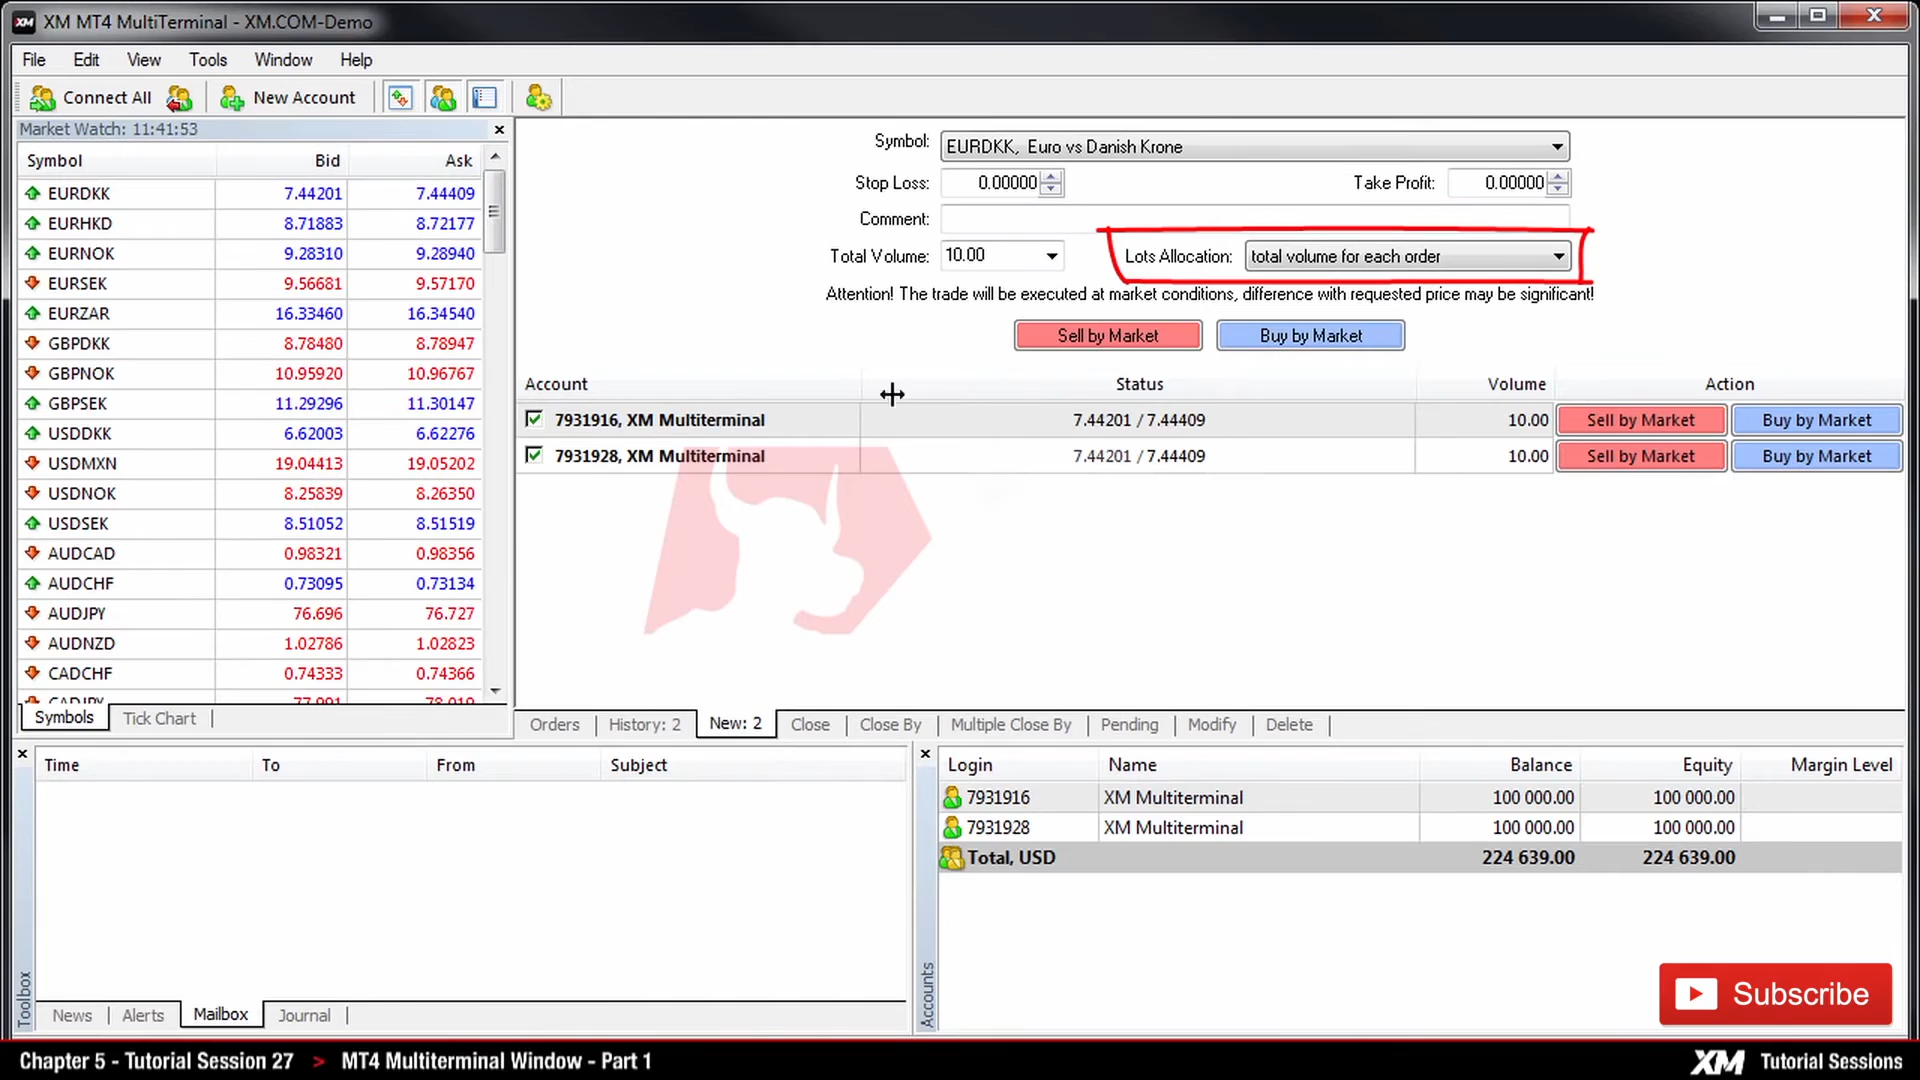 XM MT4 MultiTerminal - XM.COM-Demo
File Edit View Tools Window Help
Connect All New Account
Market Watch: 11:41:53
Symbol Bid Ask
EURDKK 7.44201 7.44409
EURHKD 8.71883 8.72177
EURNOK 9.28310 9.28940
EURSEK 9.56681 9.57170
EURZAR 16.33460 16.34540
GBPDKK 8.78480 8.78947
GBPNOK 10.95920 10.96767
GBPSEK 11.29296 11.30147
USDDKK 6.62003 6.62276
USDMXN 19.04413 19.05202
USDNOK 8.25839 8.26350
USDSEK 8.51052 8.51519
AUDCAD 0.98321 0.98356
AUDCHF 0.73095 0.73134
AUDJPY 76.696 76.727
AUDNZD 1.02786 1.02823
CADCHF 0.74333 0.74366
CADJPY 77.991 78.019
Symbols Tick Chart
Symbol: EURDKK, Euro vs Danish Krone
Stop Loss: 0.00000 Take Profit: 0.00000
Comment:
Total Volume: 10.00 Lots Allocation: total volume for each order
Attention! The trade will be executed at market conditions, difference with requested price may be significant!
Sell by Market Buy by Market
Account Status Volume Action
7931916, XM Multiterminal 7.44201 / 7.44409 10.00 Sell by Market Buy by Market
7931928, XM Multiterminal 7.44201 / 7.44409 10.00 Sell by Market Buy by Market
Orders History: 2 New: 2 Close Close By Multiple Close By Pending Modify Delete
Time To From Subject
Toolbox
News Alerts Mailbox Journal
Login Name Balance Equity Margin Level
7931916 XM Multiterminal 100 000.00 100 000.00
7931928 XM Multiterminal 100 000.00 100 000.00
Total, USD 224 639.00 224 639.00
Accounts
Subscribe
Chapter 5 - Tutorial Session 27 > MT4 Multiterminal Window - Part 1
XM Tutorial Sessions